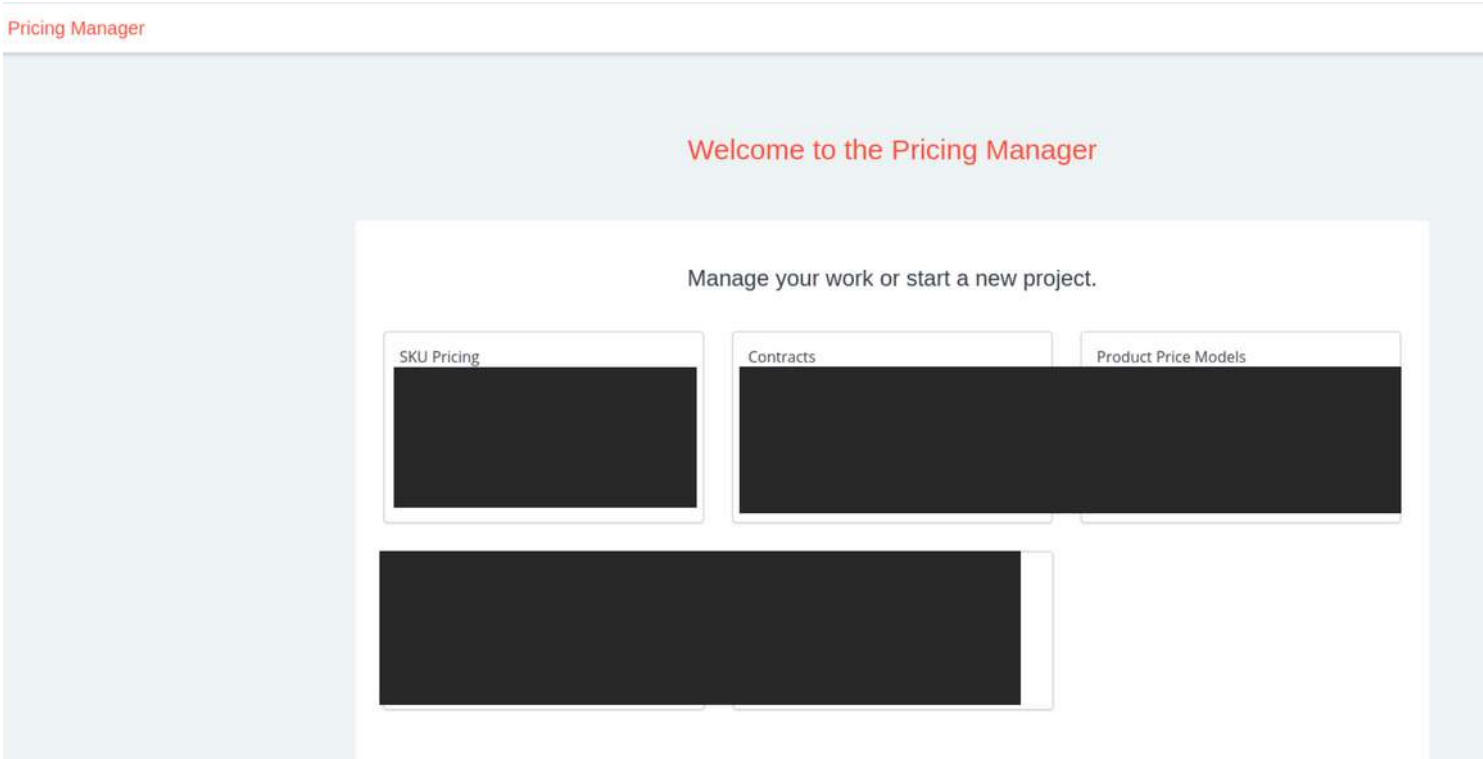 Pricing Manager
Welcome to the Pricing Manager
Manage your work or start a new project.
SKU Pricing
Contracts
Product Price Models